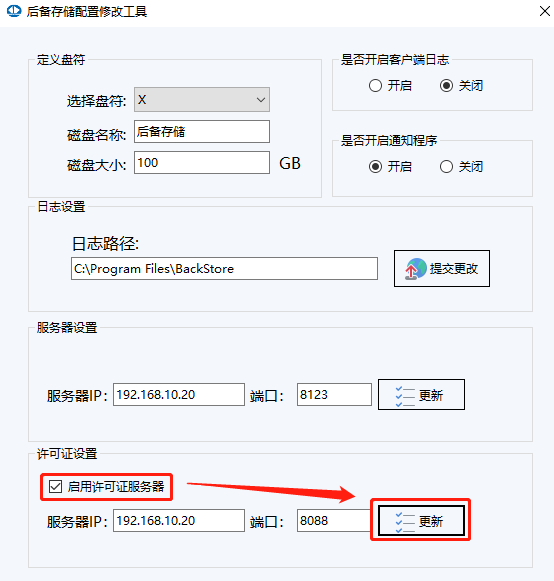 后备存储配置修改工具
定义盘符
选择盘符: X
磁盘名称: 后备存储
磁盘大小: 100 GB
是否开启客户端日志
开启 关闭
是否开启通知程序
开启 关闭
日志设置
日志路径:
C:\Program Files\BackStore
提交更改
服务器设置
服务器IP: 192.168.10.20 端口: 8123 更新
许可证设置
启用许可证服务器
服务器IP: 192.168.10.20 端口: 8088 更新